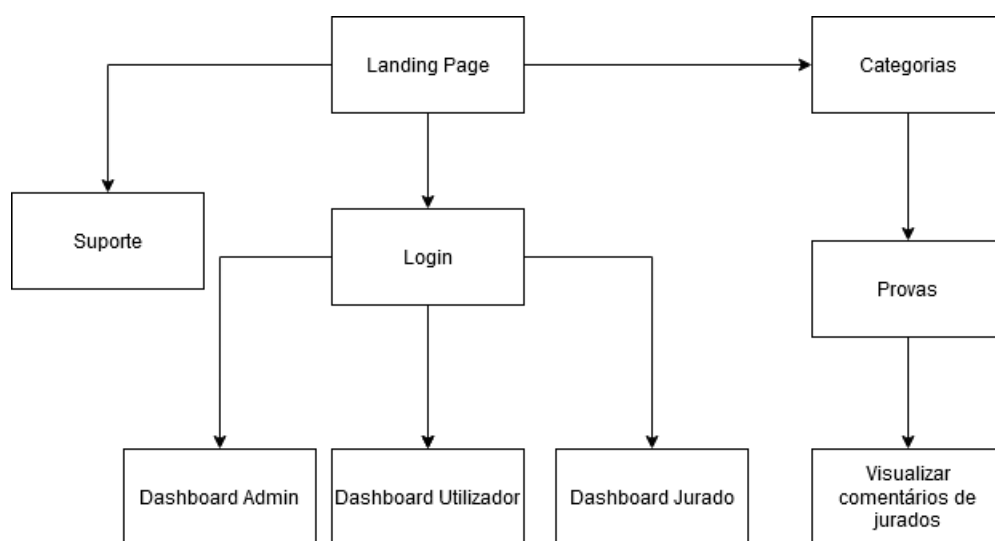 Landing Page
Categorias
Suporte
Login
Provas
Dashboard Admin
Dashboard Utilizador
Dashboard Jurado
Visualizar
comentários de
jurados